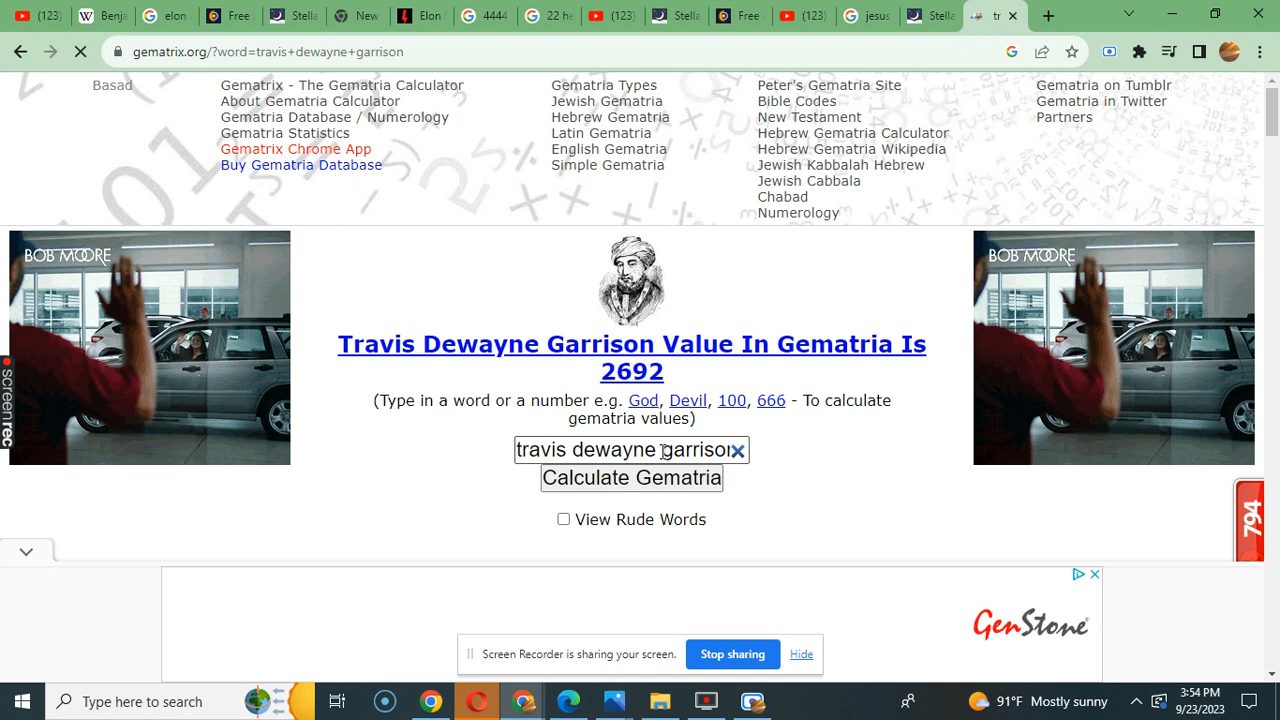 (123)
Benja
elon
Free
Stella
New
Elon
4444
22 he
(123)
Stella
Free
(123)
jesus
Stella
tr
gematrix.org/?word=travis+dewayne+garrison
Basad
Gematrix - The Gematria Calculator
About Gematria Calculator
Gematria Database / Numerology
Gematria Statistics
Gematrix Chrome App
Buy Gematria Database
Gematria Types
Jewish Gematria
Hebrew Gematria
Latin Gematria
English Gematria
Simple Gematria
Peter's Gematria Site
Bible Codes
New Testament
Hebrew Gematria Calculator
Hebrew Gematria Wikipedia
Jewish Kabbalah Hebrew
Jewish Cabbala
Chabad
Numerology
Gematria on Tumblr
Gematria in Twitter
Partners
BOB MOORE
BOB MOORE
Travis Dewayne Garrison Value In Gematria Is
2692
(Type in a word or a number e.g. God, Devil, 100, 666 - To calculate
gematria values)
travis dewayne garrison
Calculate Gematria
View Rude Words
screenrec
794
GenStone
Screen Recorder is sharing your screen.
Stop sharing
Hide
Type here to search
91°F Mostly sunny
3:54 PM
9/23/2023